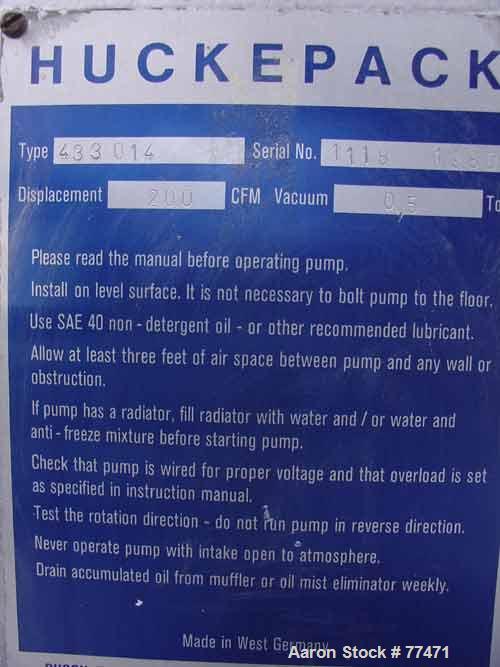 HUCKEPACK
Type 433 014 Serial No. 1118
Displacement 200 CFM Vacuum 0,5 To
Please read the manual before operating pump.
Install on level surface. It is not necessary to bolt pump to the floor.
Use SAE 40 non - detergent oil - or other recommended lubricant.
Allow at least three feet of air space between pump and any wall or
obstruction.
If pump has a radiator, fill radiator with water and / or water and
anti - freeze mixture before starting pump.
Check that pump is wired for proper voltage and that overload is set
as specified in instruction manual.
Test the rotation direction - do not run pump in reverse direction.
Never operate pump with intake open to atmosphere.
Drain accumulated oil from muffler or oil mist eliminator weekly.
Made in West Germany
Aaron Stock # 77471